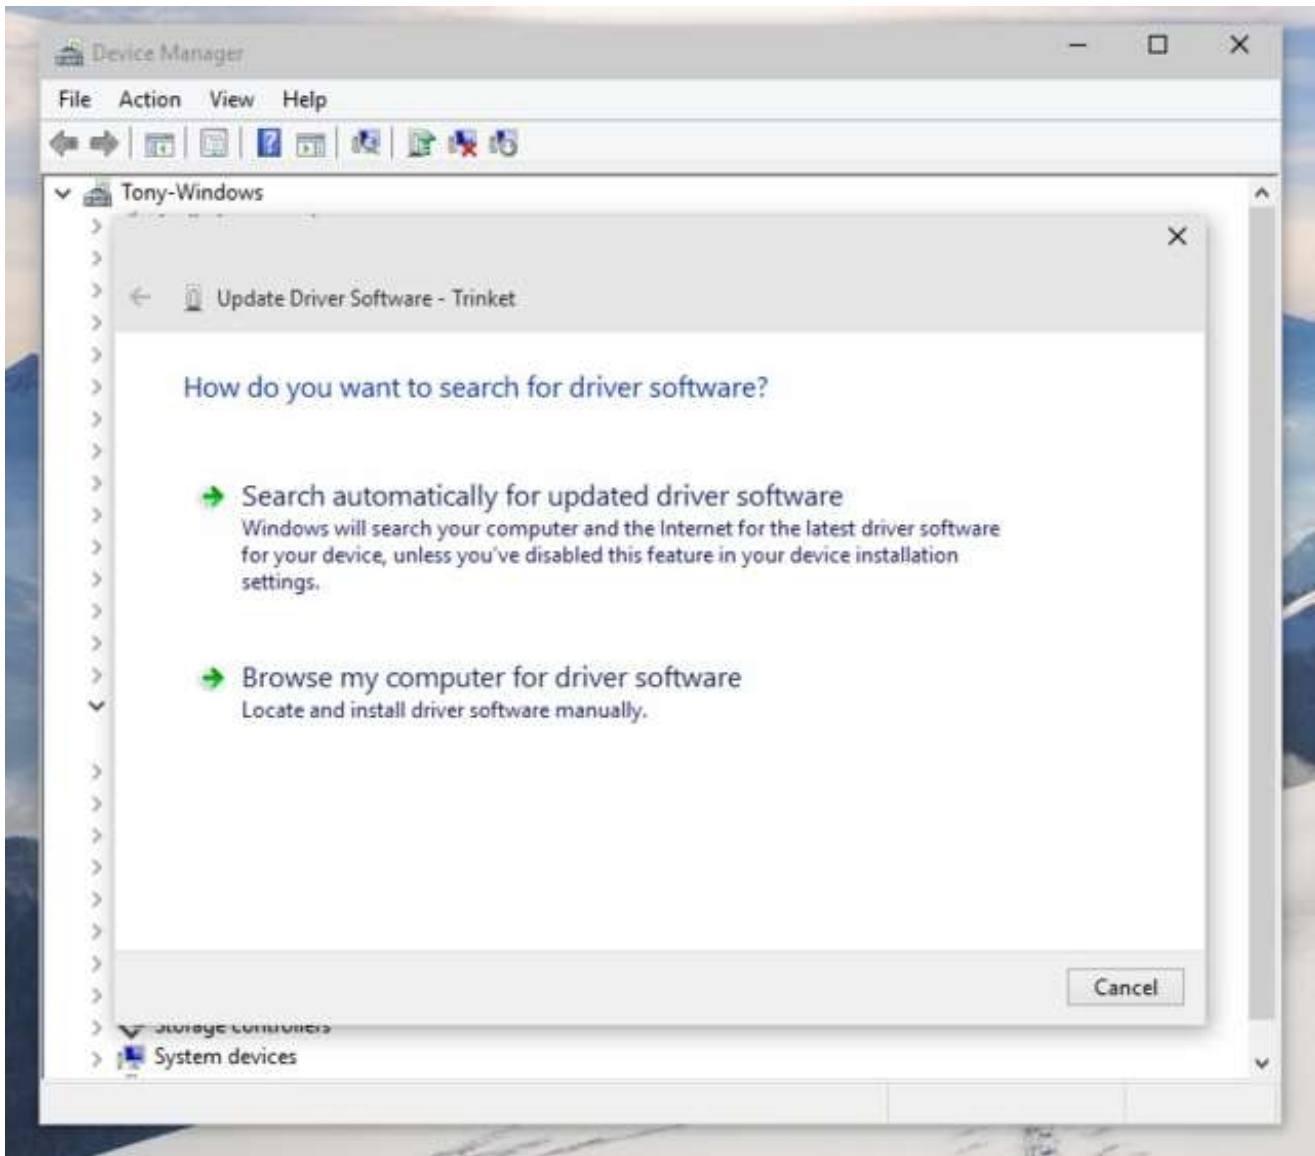 Device Manager
File Action View Help
Tony-Windows
Update Driver Software - Trinket
How do you want to search for driver software?
Search automatically for updated driver software
Windows will search your computer and the Internet for the latest driver software
for your device, unless you've disabled this feature in your device installation
settings.
Browse my computer for driver software
Locate and install driver software manually.
Cancel
Storage controllers
System devices